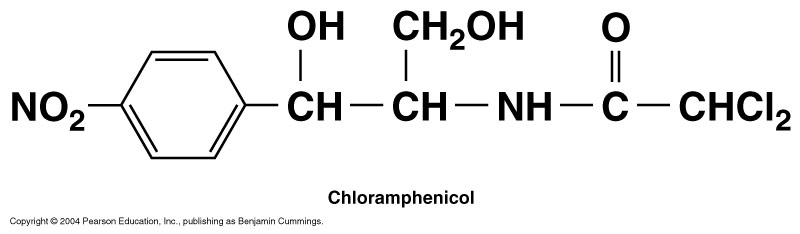 OH CH₂OH O
NO₂ CH CH NH C CHCl₂
Chloramphenicol
Copyright © 2004 Pearson Education, Inc., publishing as Benjamin Cummings.